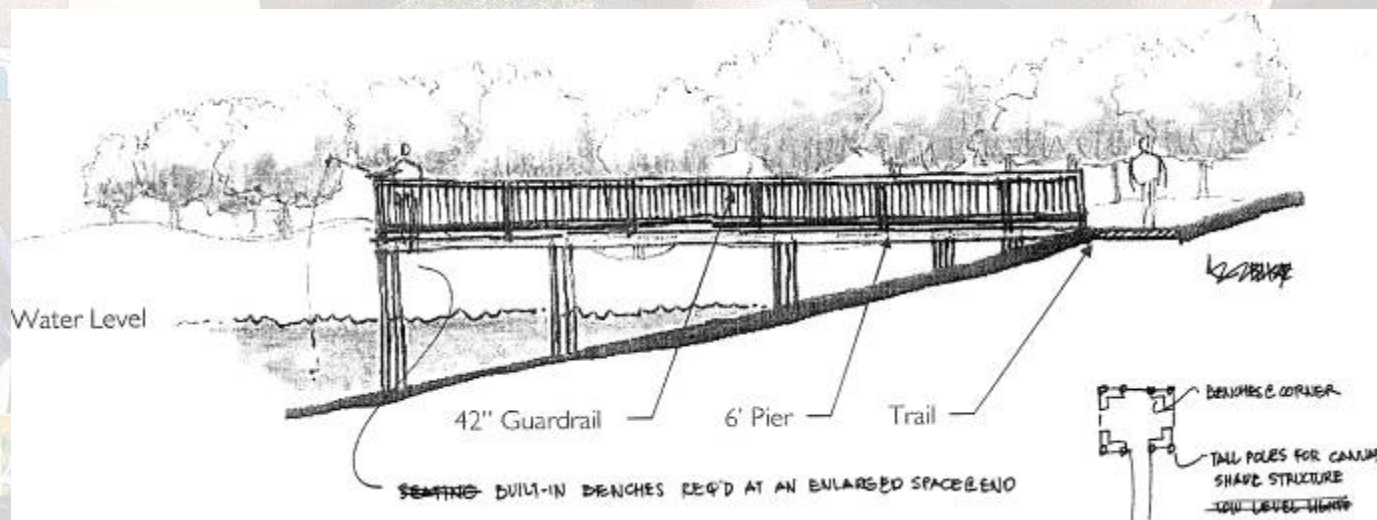 Water Level
42" Guardrail
6' Pier
Trail
BENCHES @ CORNER
TALL POLES FOR CANVAS
SHADE STRUCTURE
LOW LEVEL LIGHTS
SEATING BUILT-IN BENCHES REQ'D AT AN ENLARGED SPACE @ END